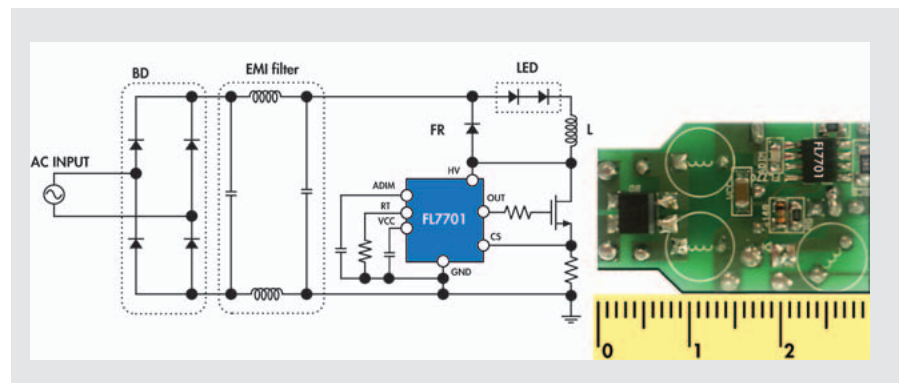 BD
EMI filter
LED
FR
L
AC INPUT
HV
ADIM
RT
VCC
FL7701
OUT
CS
GND
FL7701
0
1
2